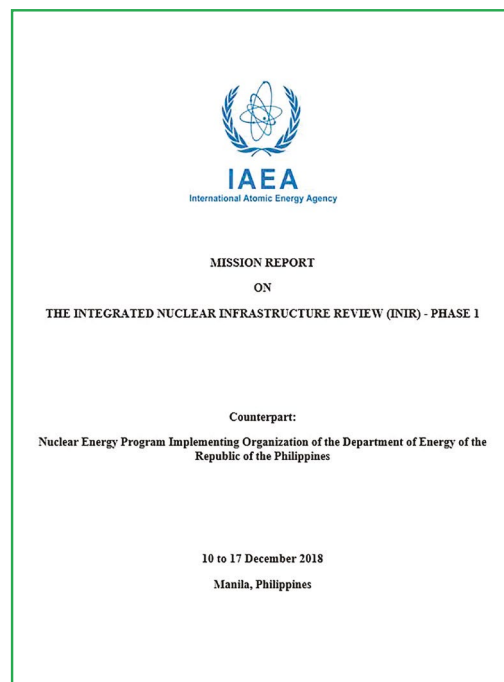 IAEA
International Atomic Energy Agency
MISSION REPORT
ON
THE INTEGRATED NUCLEAR INFRASTRUCTURE REVIEW (INIR) - PHASE 1
Counterpart:
Nuclear Energy Program Implementing Organization of the Department of Energy of the
Republic of the Philippines
10 to 17 December 2018
Manila, Philippines